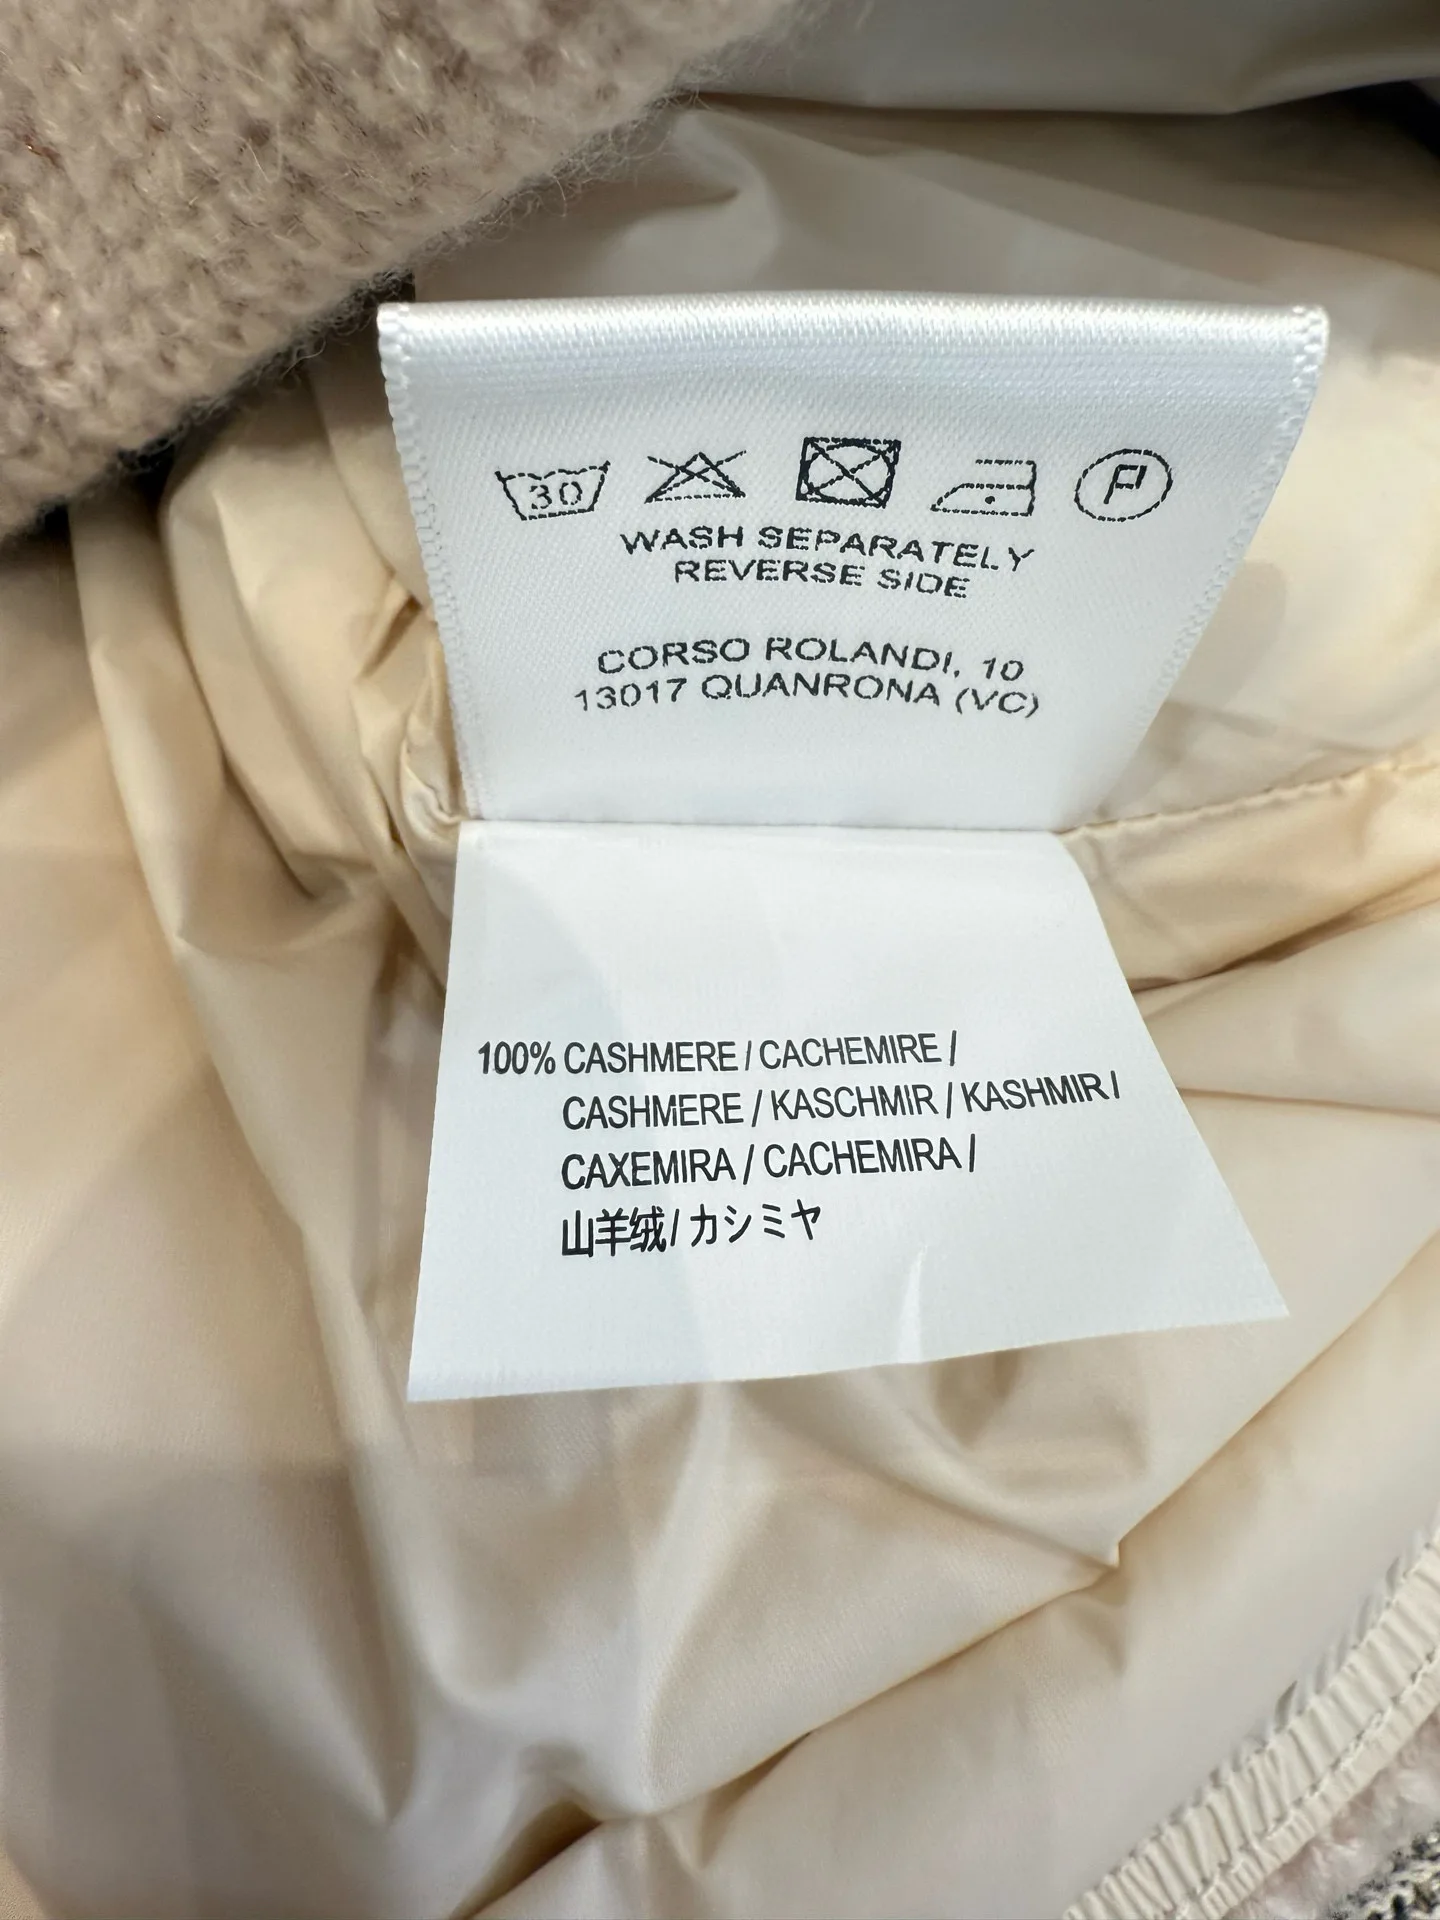 30 P
WASH SEPARATELY
REVERSE SIDE
CORSO ROLANDI, 10
13017 QUANRONA (VC)
100% CASHMERE / CACHEMIRE /
CASHMERE / KASCHMIR / KASHMIR /
CAXEMIRA / CACHEMIRA /
山羊绒 / カシミヤ